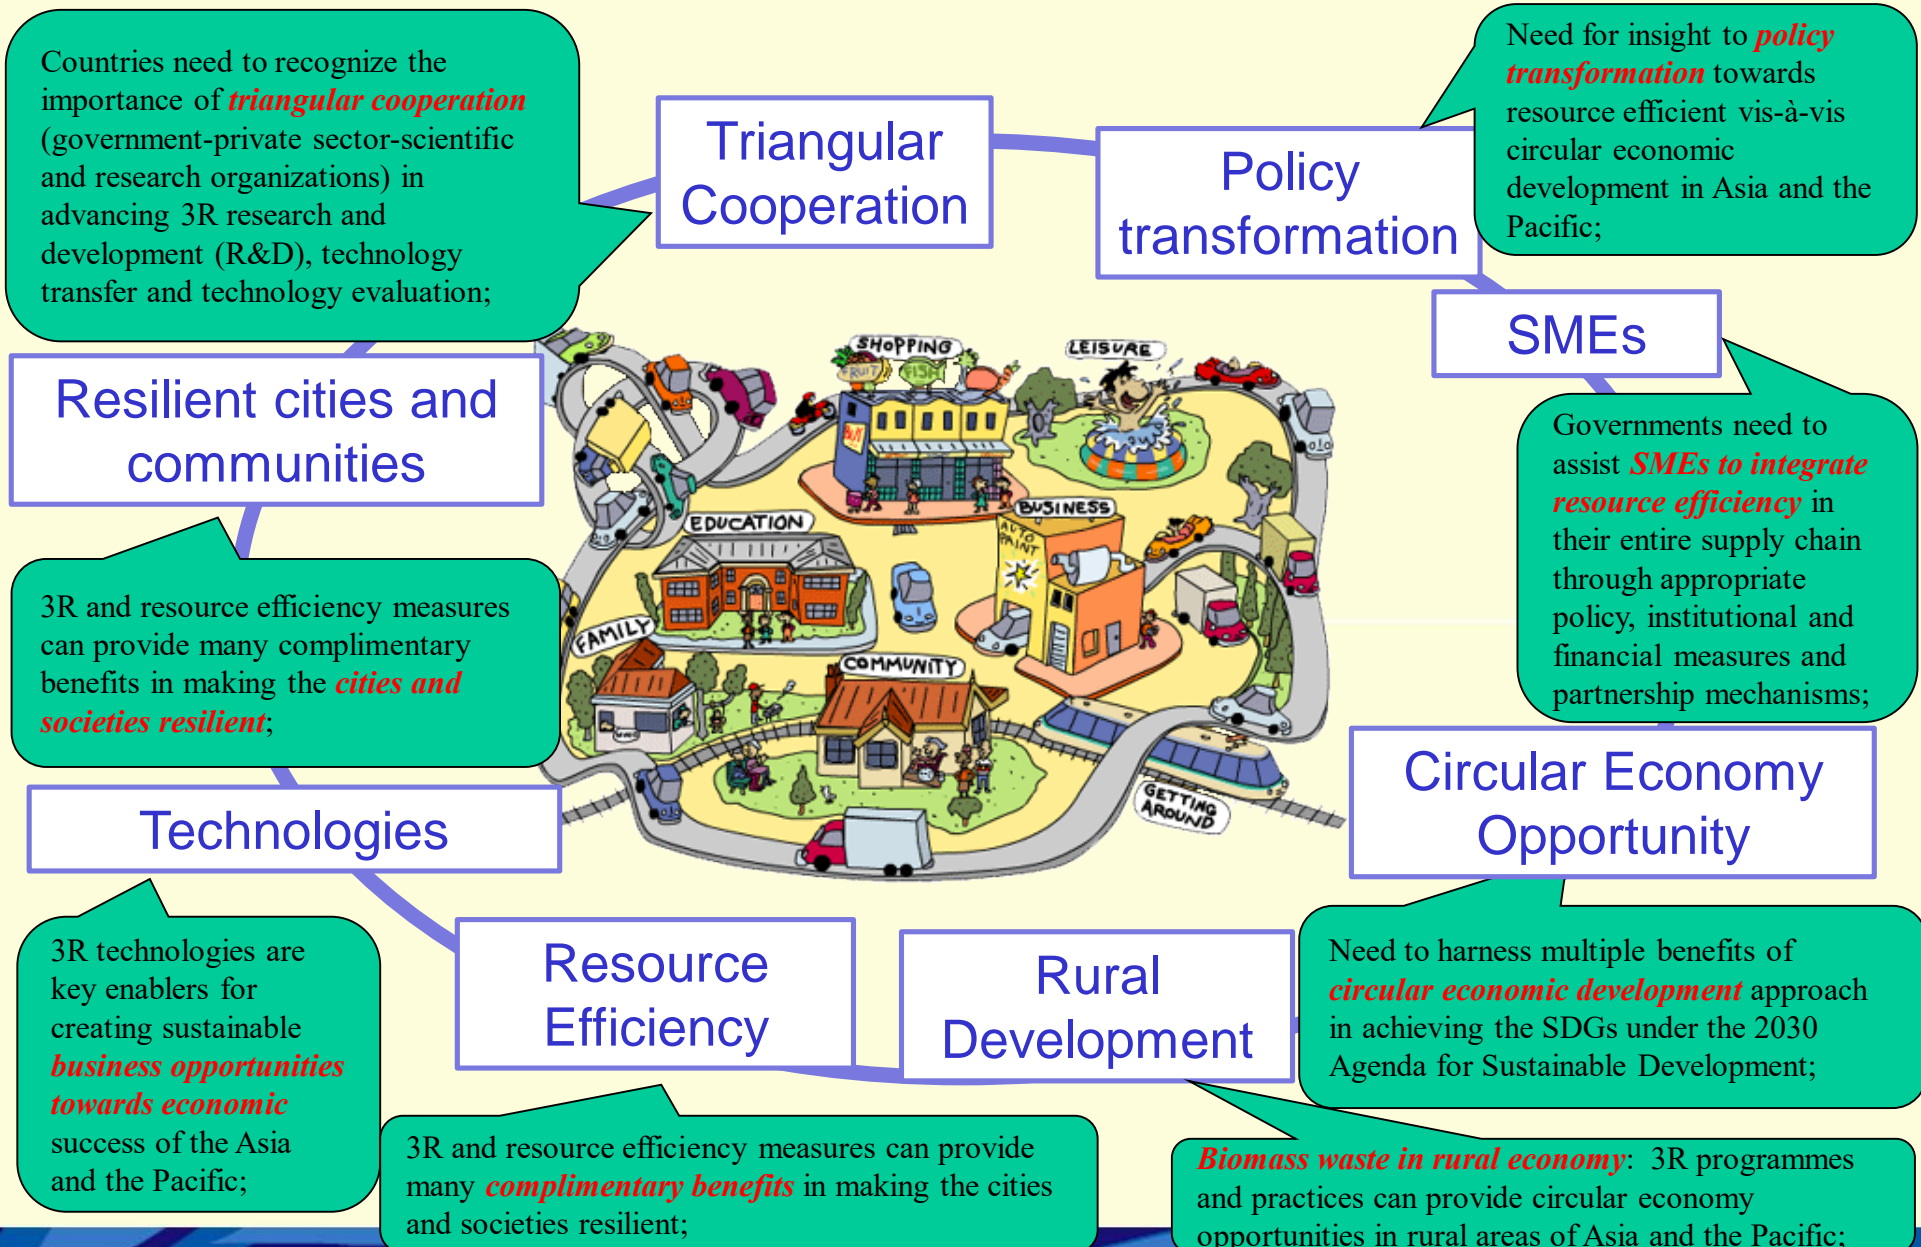 Countries need to recognize the
importance of triangular cooperation
(government-private sector-scientific
and research organizations) in
advancing 3R research and
development (R&D), technology
transfer and technology evaluation;
Triangular
Cooperation
Policy
transformation
Need for insight to policy
transformation towards
resource efficient vis-à-vis
circular economic
development in Asia and the
Pacific;
SMEs
Governments need to
assist SMEs to integrate
resource efficiency in
their entire supply chain
through appropriate
policy, institutional and
financial measures and
partnership mechanisms;
Resilient cities and
communities
3R and resource efficiency measures
can provide many complimentary
benefits in making the cities and
societies resilient;
SHOPPING
FRUIT
FISH
BUY
LEISURE
EDUCATION
BUSINESS
AUTO
PAINT
FAMILY
COMMUNITY
GETTING
AROUND
Technologies
3R technologies are
key enablers for
creating sustainable
business opportunities
towards economic
success of the Asia
and the Pacific;
Resource
Efficiency
3R and resource efficiency measures can provide
many complimentary benefits in making the cities
and societies resilient;
Rural
Development
Biomass waste in rural economy: 3R programmes
and practices can provide circular economy
opportunities in rural areas of Asia and the Pacific;
Circular Economy
Opportunity
Need to harness multiple benefits of
circular economic development approach
in achieving the SDGs under the 2030
Agenda for Sustainable Development;